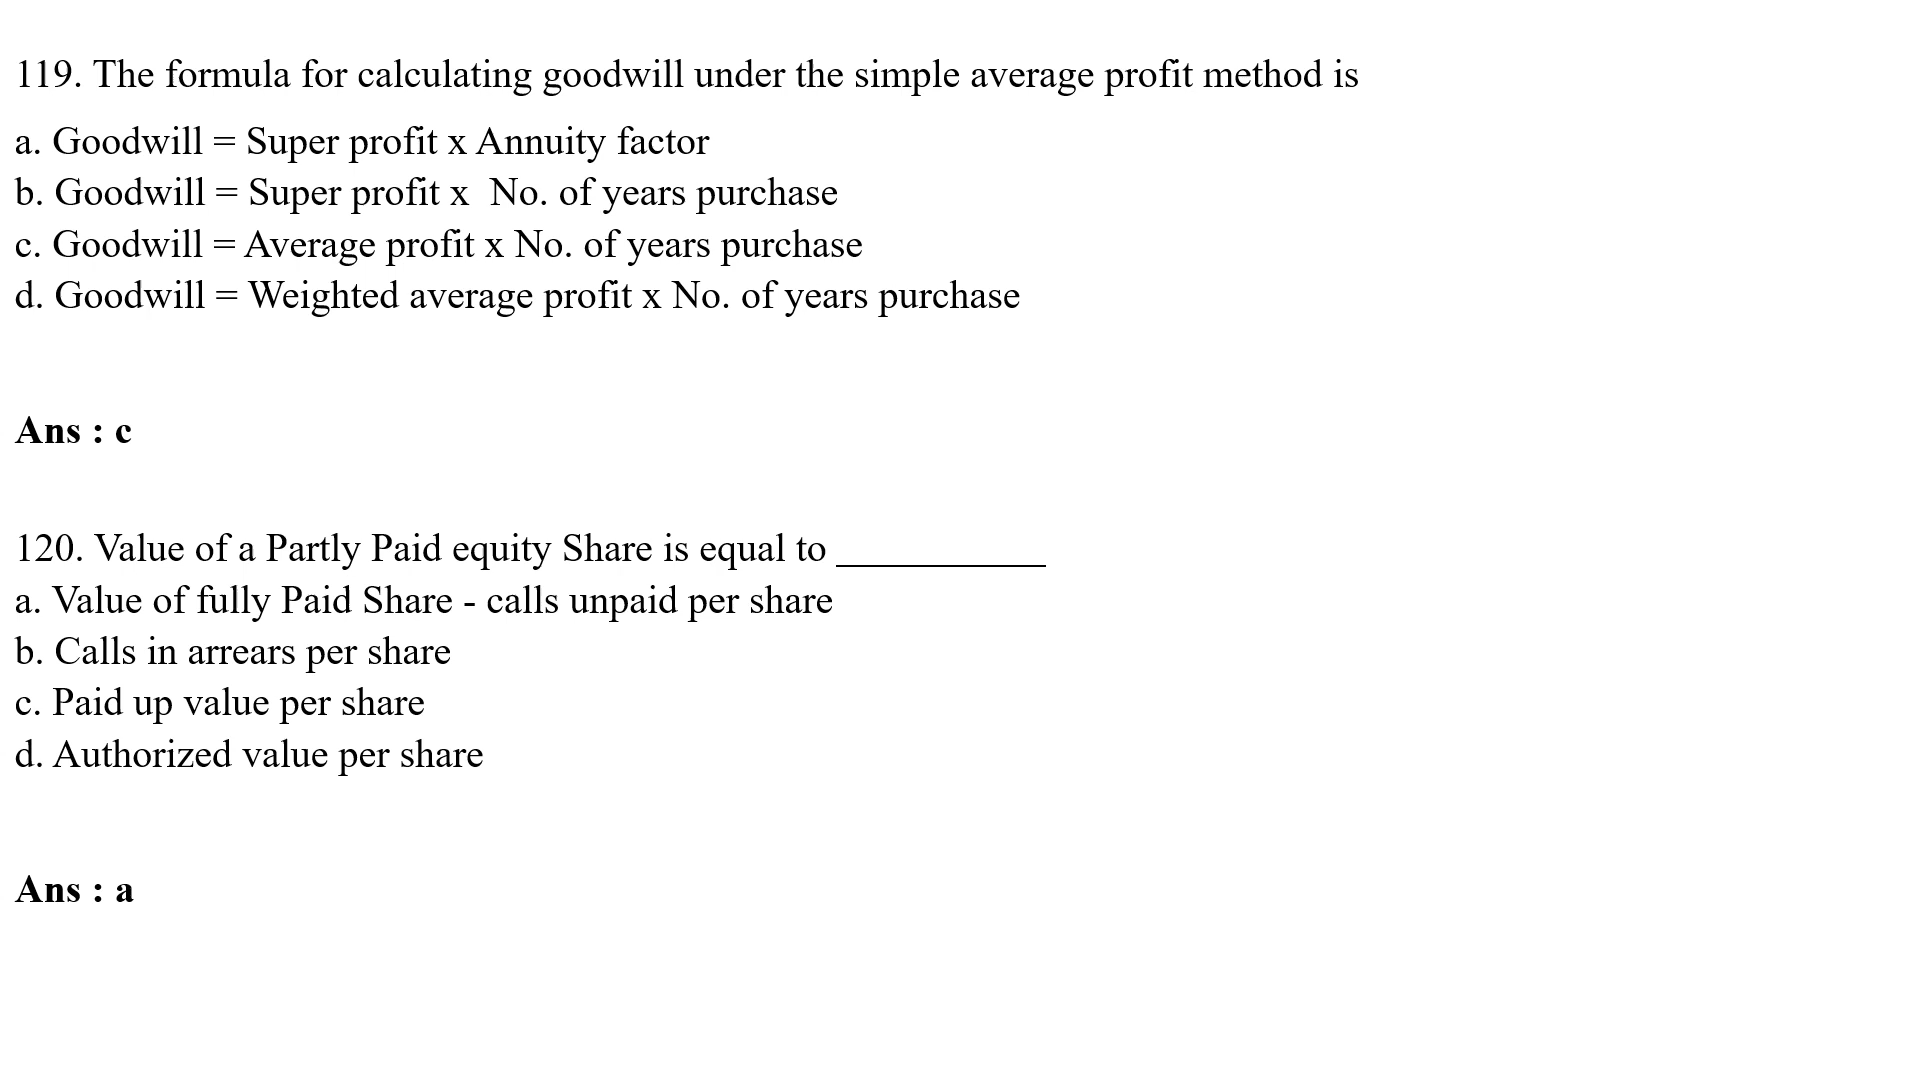 119. The formula for calculating goodwill under the simple average profit method is
a. Goodwill = Super profit x Annuity factor
b. Goodwill = Super profit x  No. of years purchase
c. Goodwill = Average profit x No. of years purchase
d. Goodwill = Weighted average profit x No. of years purchase
Ans : c
120. Value of a Partly Paid equity Share is equal to __________
a. Value of fully Paid Share - calls unpaid per share
b. Calls in arrears per share
c. Paid up value per share
d. Authorized value per share
Ans : a